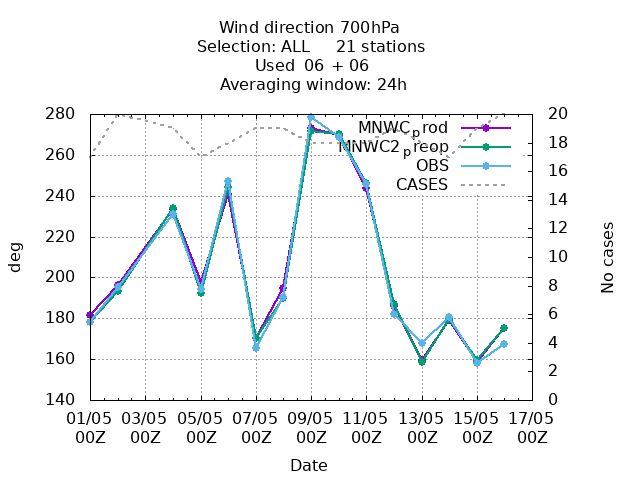 Wind direction 700hPa
Selection: ALL 21 stations
Used 06 + 06
Averaging window: 24h
280
260
240
220
200
180
160
140
20
18
16
14
12
10
8
6
4
2
0
MNWCprod
MNWC2preop
OBS
CASES
deg
No cases
01/05 03/05 05/05 07/05 09/05 11/05 13/05 15/05 17/05
00Z 00Z 00Z 00Z 00Z 00Z 00Z 00Z 00Z
Date